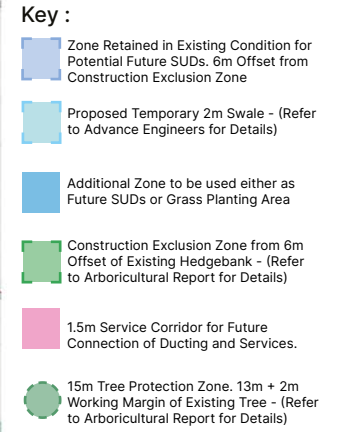 Key :
Zone Retained in Existing Condition for
Potential Future SUDs. 6m Offset from
Construction Exclusion Zone
Proposed Temporary 2m Swale - (Refer
to Advance Engineers for Details)
Additional Zone to be used either as
Future SUDs or Grass Planting Area
Construction Exclusion Zone from 6m
Offset of Existing Hedgebank - (Refer
to Arboricultural Report for Details)
1.5m Service Corridor for Future
Connection of Ducting and Services.
15m Tree Protection Zone. 13m + 2m
Working Margin of Existing Tree - (Refer
to Arboricultural Report for Details)